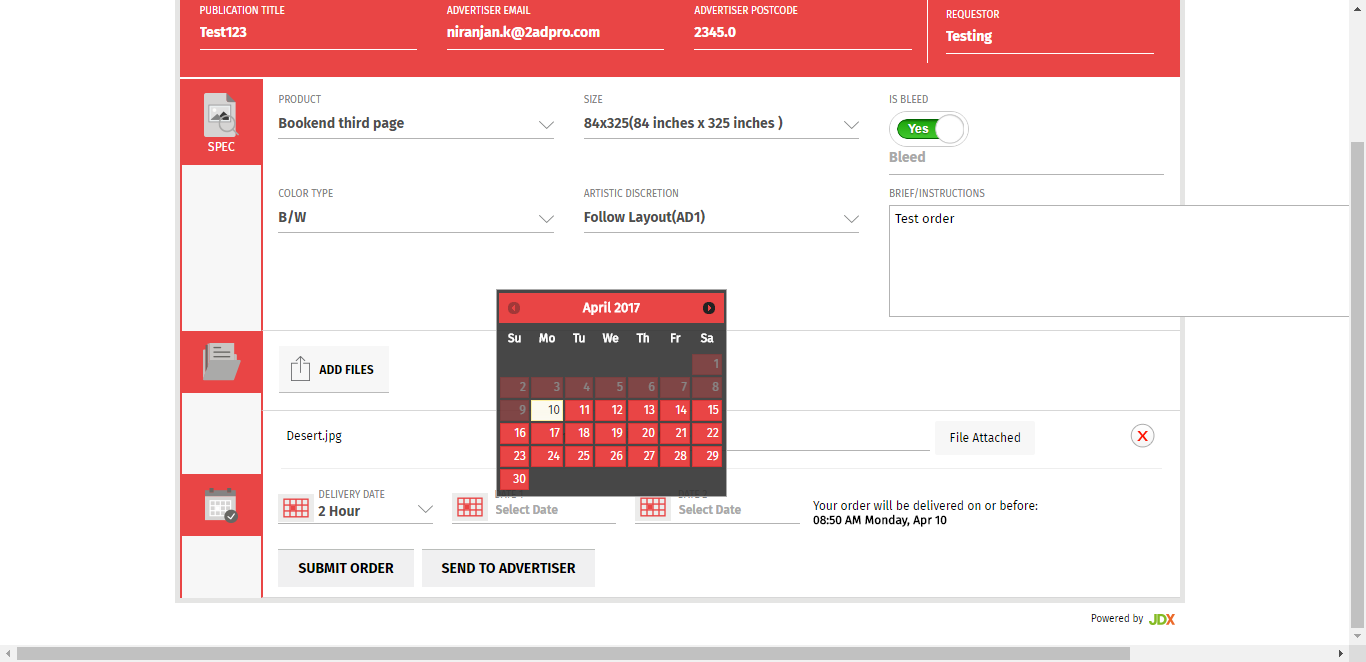 PUBLICATION TITLE
Test123
ADVERTISER EMAIL
niranjan.k@2adpro.com
ADVERTISER POSTCODE
2345.0
REQUESTOR
Testing
SPEC
PRODUCT
Bookend third page
SIZE
84x325(84 inches x 325 inches )
IS BLEED
Yes
Bleed
COLOR TYPE
B/W
ARTISTIC DISCRETION
Follow Layout(AD1)
BRIEF/INSTRUCTIONS
Test order
April 2017
Su Mo Tu We Th Fr Sa
1
2 3 4 5 6 7 8
9 10 11 12 13 14 15
16 17 18 19 20 21 22
23 24 25 26 27 28 29
30
ADD FILES
Desert.jpg
File Attached
X
DELIVERY DATE
2 Hour
Select Date
DATE 2
Select Date
Your order will be delivered on or before:
08:50 AM Monday, Apr 10
SUBMIT ORDER
SEND TO ADVERTISER
Powered by JDX